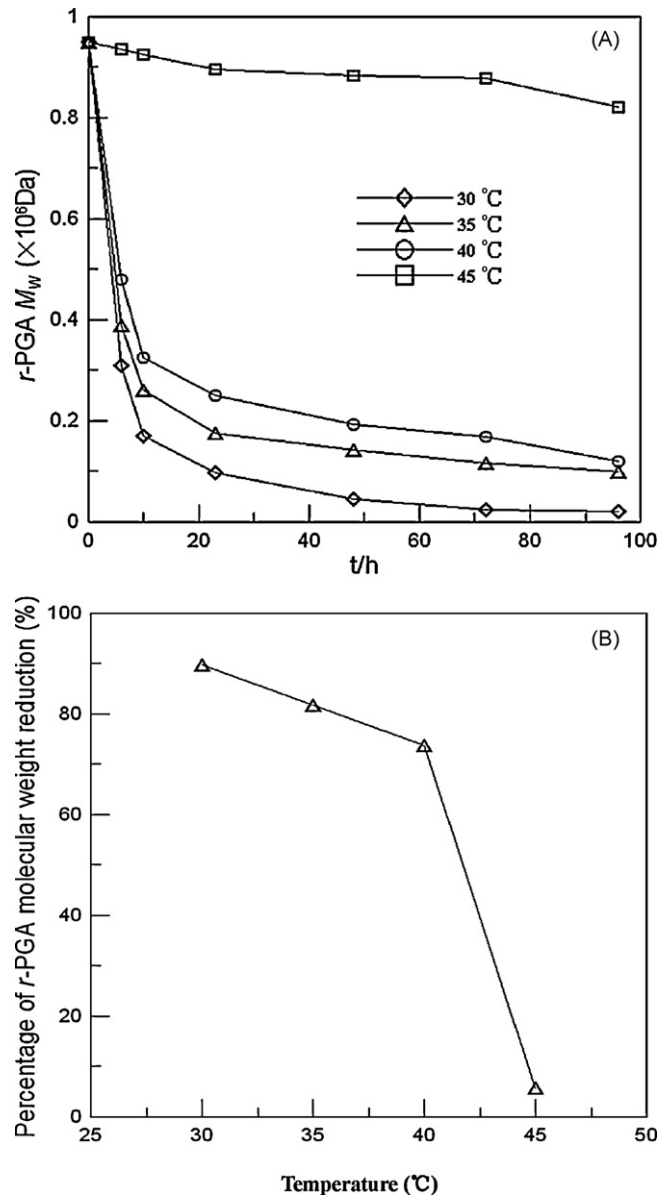 (A)
1
0.8
0.6
0.4
0.2
0
r-PGA Mw (×10⁶Da)
30 ℃
35 ℃
40 ℃
45 ℃
0 20 40 60 80 100
t/h
(B)
100
80
60
40
20
0
Percentage of r-PGA molecular weight reduction (%)
25 30 35 40 45 50
Temperature (℃)